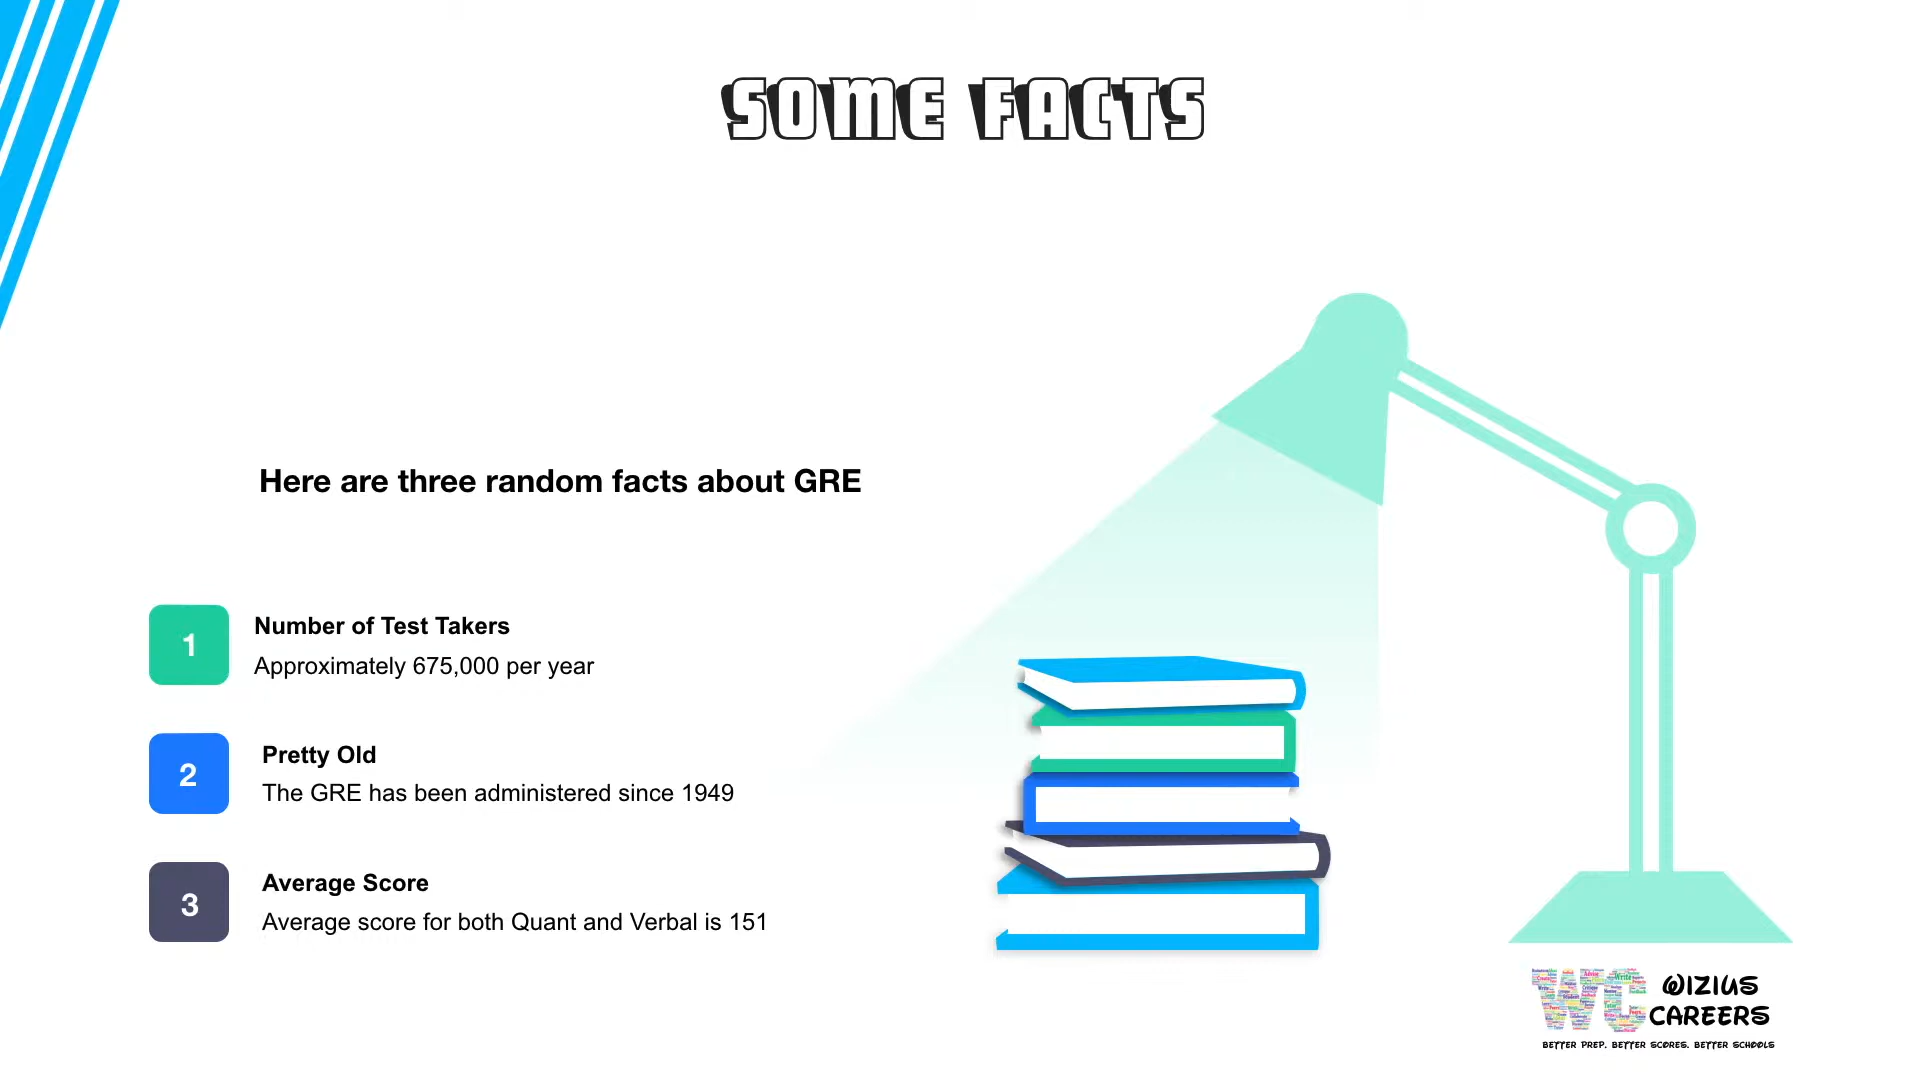 SOME FACTS
Here are three random facts about GRE
1
Number of Test Takers
Approximately 675,000 per year
2
Pretty Old
The GRE has been administered since 1949
3
Average Score
Average score for both Quant and Verbal is 151
WC
WIZIUS
CAREERS
BETTER PREP. BETTER SCORES. BETTER SCHOOLS